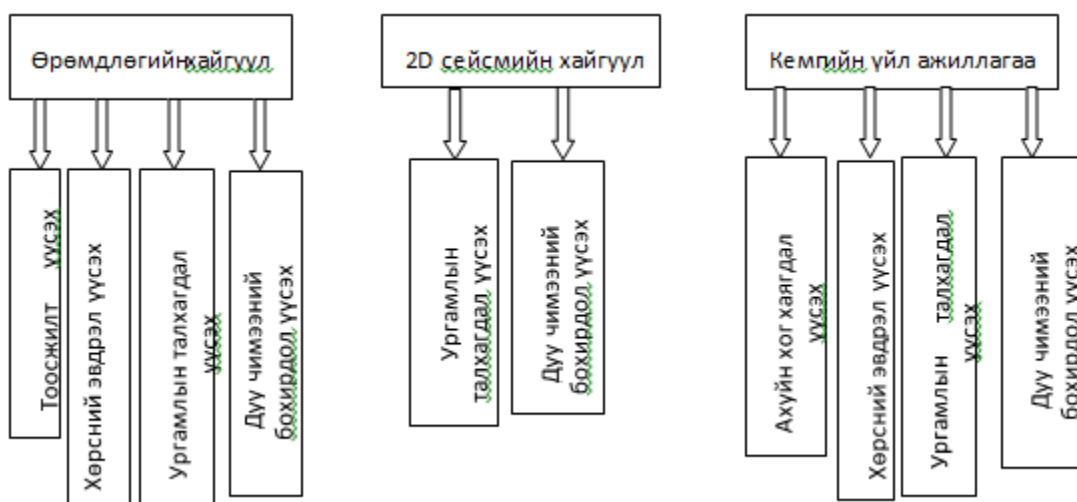 Өрөмдлөгийнхайгуул
Тоосжилт үүсэх
Хөрсний эвдрэл үүсэх
Ургамлын талхагдал
үүсэх
Дуу чимээний
бохирдол үүсэх
2D сейсмийн хайгуул
Ургамлын
талхагдал үүсэх
Дуу чимээний
бохирдол үүсэх
Кемпийн үйл ажиллагаа
Ахуйн хог хаягдал
үүсэх
Хөрсний эвдрэл үүсэх
Ургамлын талхагдал
үүсэх
Дуу чимээний
бохирдол үүсэх